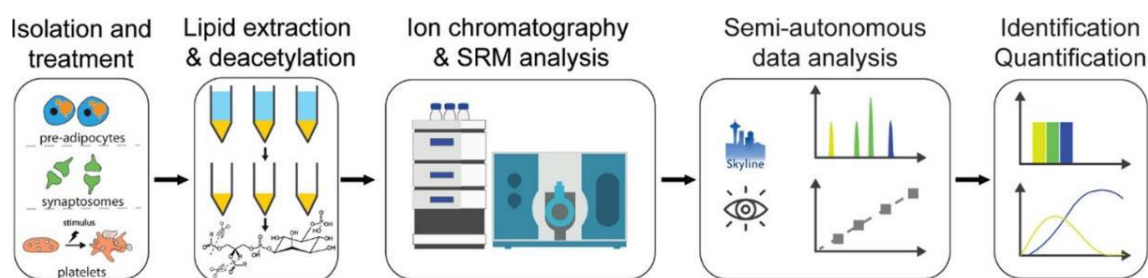 Isolation and
treatment
Lipid extraction
& deacetylation
Ion chromatography
& SRM analysis
Semi-autonomous
data analysis
Identification
Quantification
pre-adipocytes
synaptosomes
stimulus
platelets
Skyline